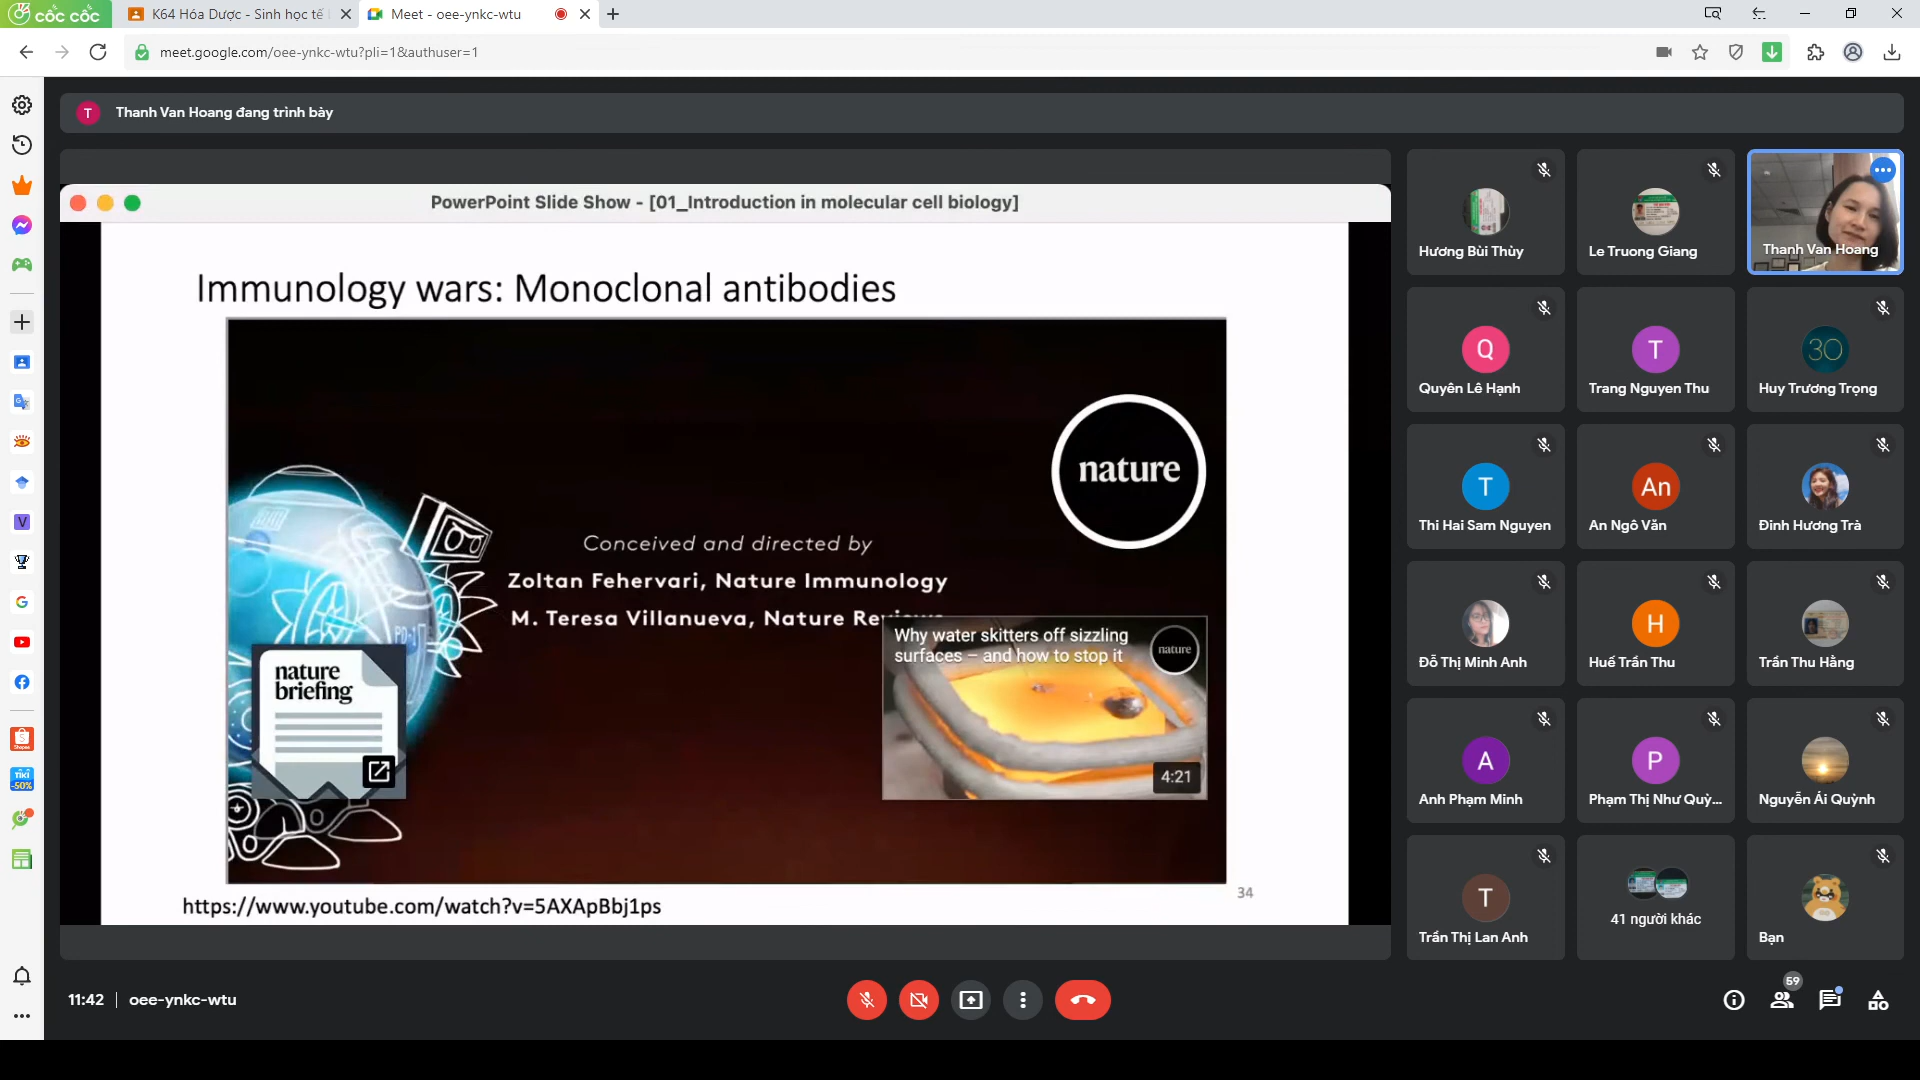 cốc cốc
K64 Hóa Dược - Sinh học tế
Meet - oee-ynkc-wtu
meet.google.com/oee-ynkc-wtu?pli=1&authuser=1
T
Thanh Van Hoang đang trình bày
PowerPoint Slide Show - [01_Introduction in molecular cell biology]
Immunology wars: Monoclonal antibodies
nature
Conceived and directed by
Zoltan Fehervari, Nature Immunology
M. Teresa Villanueva, Nature Reviews
PD-1
nature
briefing
Why water skitters off sizzling
surfaces – and how to stop it
nature
4:21
34
https://www.youtube.com/watch?v=5AXApBbj1ps
Hương Bùi Thùy
Le Truong Giang
Thanh Van Hoang
Q
Quyên Lê Hạnh
T
Trang Nguyen Thu
30
Huy Trương Trọng
T
Thi Hai Sam Nguyen
An
An Ngô Văn
Đinh Hương Trà
Đỗ Thị Minh Anh
H
Huế Trần Thu
Trần Thu Hằng
A
Anh Phạm Minh
P
Phạm Thị Như Quỳ...
Nguyễn Ái Quỳnh
T
Trần Thị Lan Anh
41 người khác
Bạn
V
G
Shopee
TIKI
-50%
11:42
oee-ynkc-wtu
59